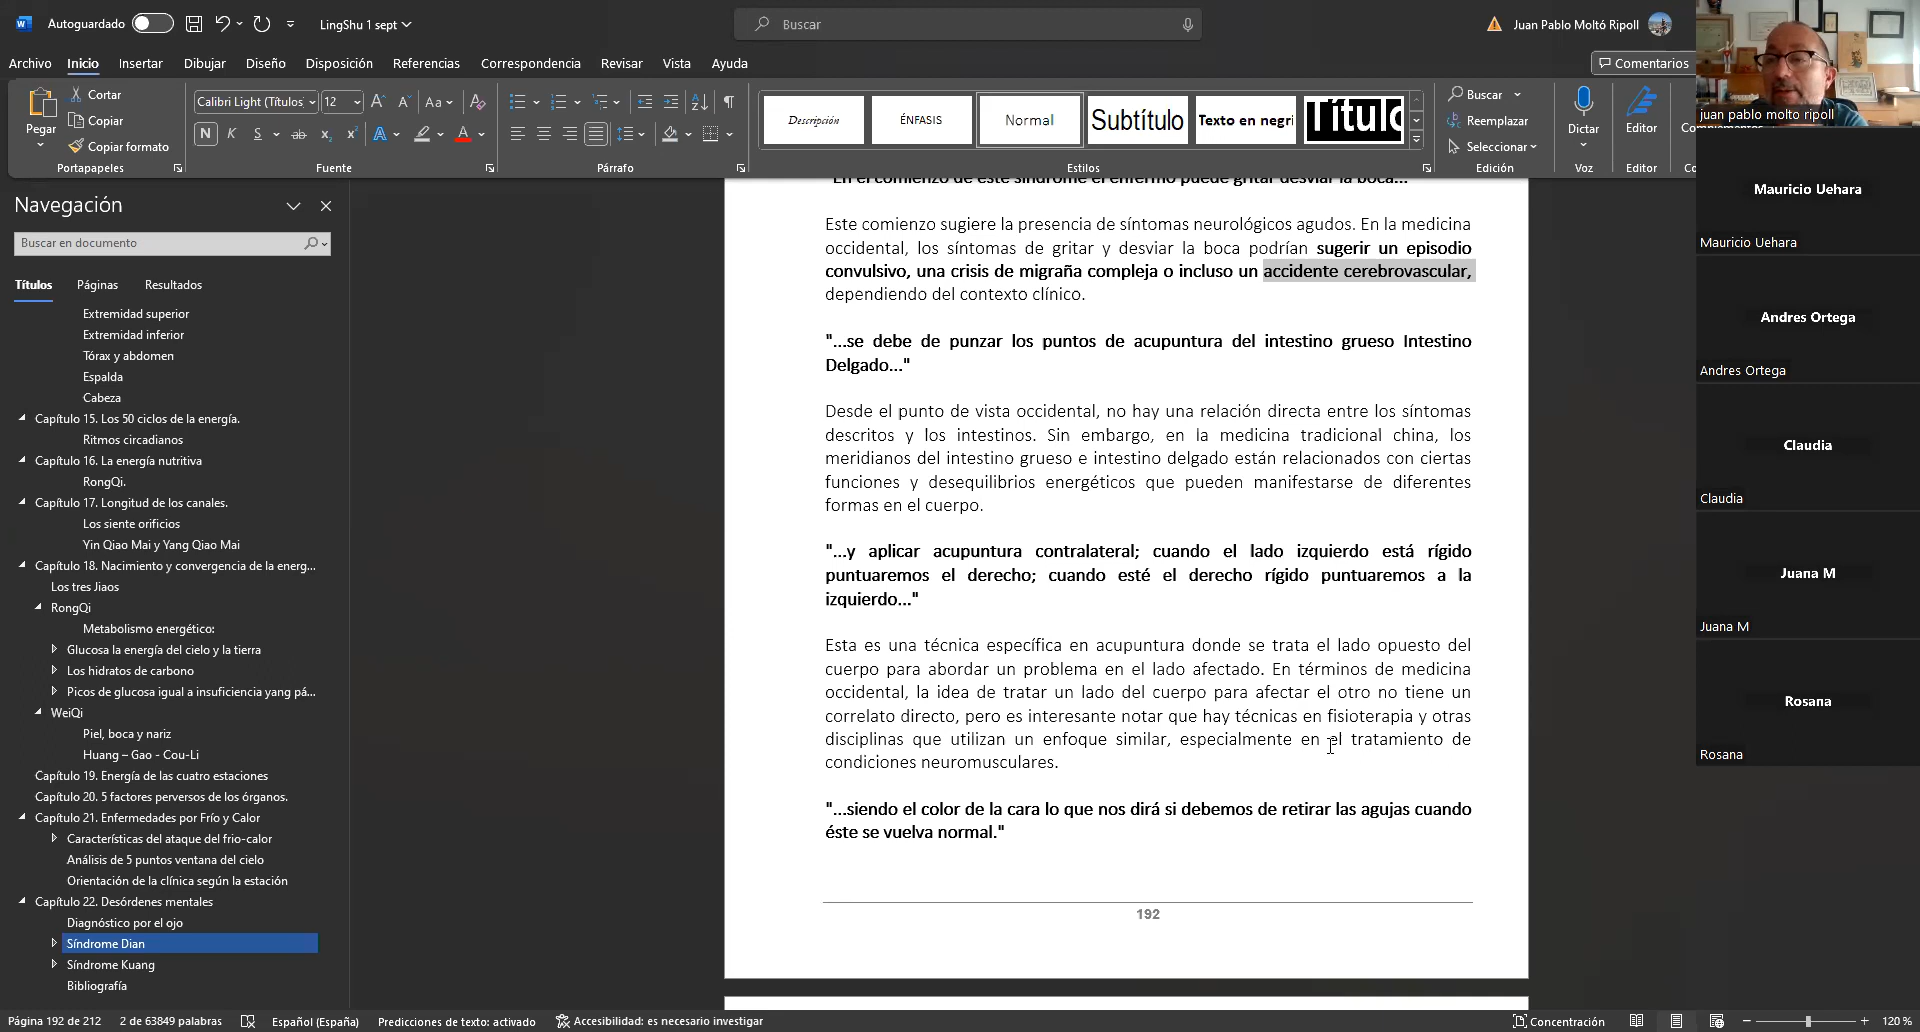 Autoguardado
LingShu 1 sept
Buscar
Juan Pablo Moltó Ripoll
Archivo
Inicio
Insertar
Dibujar
Diseño
Disposición
Referencias
Correspondencia
Revisar
Vista
Ayuda
Comentarios
Pegar
Cortar
Copiar
Copiar formato
Portapapeles
Calibri Light (Títulos)
12
Aa
N K S ab x₂ x²
Fuente
Párrafo
Descripción
ÉNFASIS
Normal
Subtítulo
Texto en negri
Título
Estilos
Buscar
Reemplazar
Seleccionar
Edición
Dictar
Voz
Editor
Editor
Navegación
Buscar en documento
Títulos
Páginas
Resultados
Extremidad superior
Extremidad inferior
Tórax y abdomen
Espalda
Cabeza
Capítulo 15. Los 50 ciclos de la energía.
Ritmos circadianos
Capítulo 16. La energía nutritiva
RongQi.
Capítulo 17. Longitud de los canales.
Los siente orificios
Yin Qiao Mai y Yang Qiao Mai
Capítulo 18. Nacimiento y convergencia de la energ...
Los tres Jiaos
RongQi
Metabolismo energético:
Glucosa la energía del cielo y la tierra
Los hidratos de carbono
Picos de glucosa igual a insuficiencia yang pá...
WeiQi
Piel, boca y nariz
Huang – Gao - Cou-Li
Capítulo 19. Energía de las cuatro estaciones
Capítulo 20. 5 factores perversos de los órganos.
Capítulo 21. Enfermedades por Frío y Calor
Características del ataque del frio-calor
Análisis de 5 puntos ventana del cielo
Orientación de la clínica según la estación
Capítulo 22. Desórdenes mentales
Diagnóstico por el ojo
Síndrome Dian
Síndrome Kuang
Bibliografía
"En el comienzo de este síndrome el enfermo puede gritar desviar la boca..."
Este comienzo sugiere la presencia de síntomas neurológicos agudos. En la medicina
occidental, los síntomas de gritar y desviar la boca podrían sugerir un episodio
convulsivo, una crisis de migraña compleja o incluso un accidente cerebrovascular,
dependiendo del contexto clínico.
"...se debe de punzar los puntos de acupuntura del intestino grueso Intestino
Delgado..."
Desde el punto de vista occidental, no hay una relación directa entre los síntomas
descritos y los intestinos. Sin embargo, en la medicina tradicional china, los
meridianos del intestino grueso e intestino delgado están relacionados con ciertas
funciones y desequilibrios energéticos que pueden manifestarse de diferentes
formas en el cuerpo.
"...y aplicar acupuntura contralateral; cuando el lado izquierdo está rígido
puntuaremos el derecho; cuando esté el derecho rígido puntuaremos a la
izquierdo..."
Esta es una técnica específica en acupuntura donde se trata el lado opuesto del
cuerpo para abordar un problema en el lado afectado. En términos de medicina
occidental, la idea de tratar un lado del cuerpo para afectar el otro no tiene un
correlato directo, pero es interesante notar que hay técnicas en fisioterapia y otras
disciplinas que utilizan un enfoque similar, especialmente en el tratamiento de
condiciones neuromusculares.
"...siendo el color de la cara lo que nos dirá si debemos de retirar las agujas cuando
éste se vuelva normal."
192
juan pablo molto ripoll
Mauricio Uehara
Mauricio Uehara
Andres Ortega
Andres Ortega
Claudia
Claudia
Juana M
Juana M
Rosana
Rosana
Página 192 de 212
2 de 63849 palabras
Español (España)
Predicciones de texto: activado
Accesibilidad: es necesario investigar
Concentración
120 %